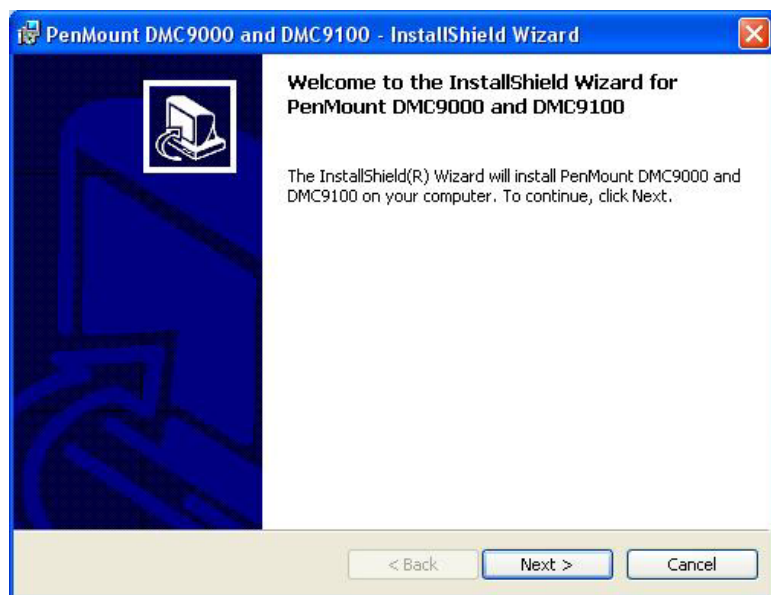 PenMount DMC9000 and DMC9100 - InstallShield Wizard
Welcome to the InstallShield Wizard for
PenMount DMC9000 and DMC9100
The InstallShield(R) Wizard will install PenMount DMC9000 and
DMC9100 on your computer. To continue, click Next.
< Back
Next >
Cancel